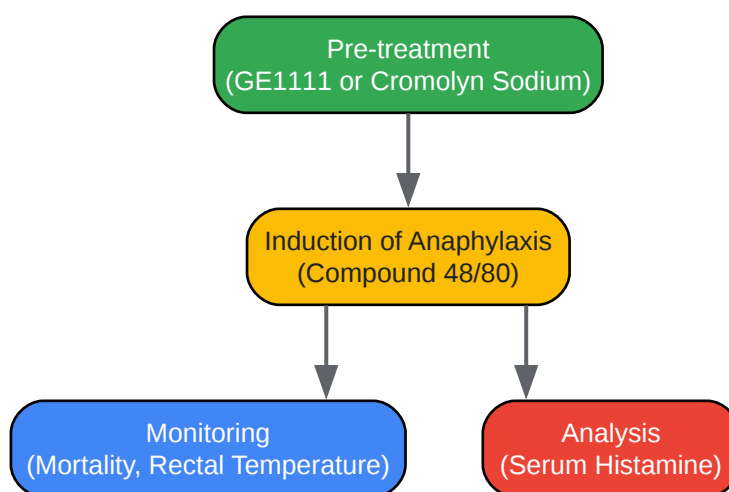 Pre-treatment
(GE1111 or Cromolyn Sodium)
Induction of Anaphylaxis
(Compound 48/80)
Monitoring
(Mortality, Rectal Temperature)
Analysis
(Serum Histamine)